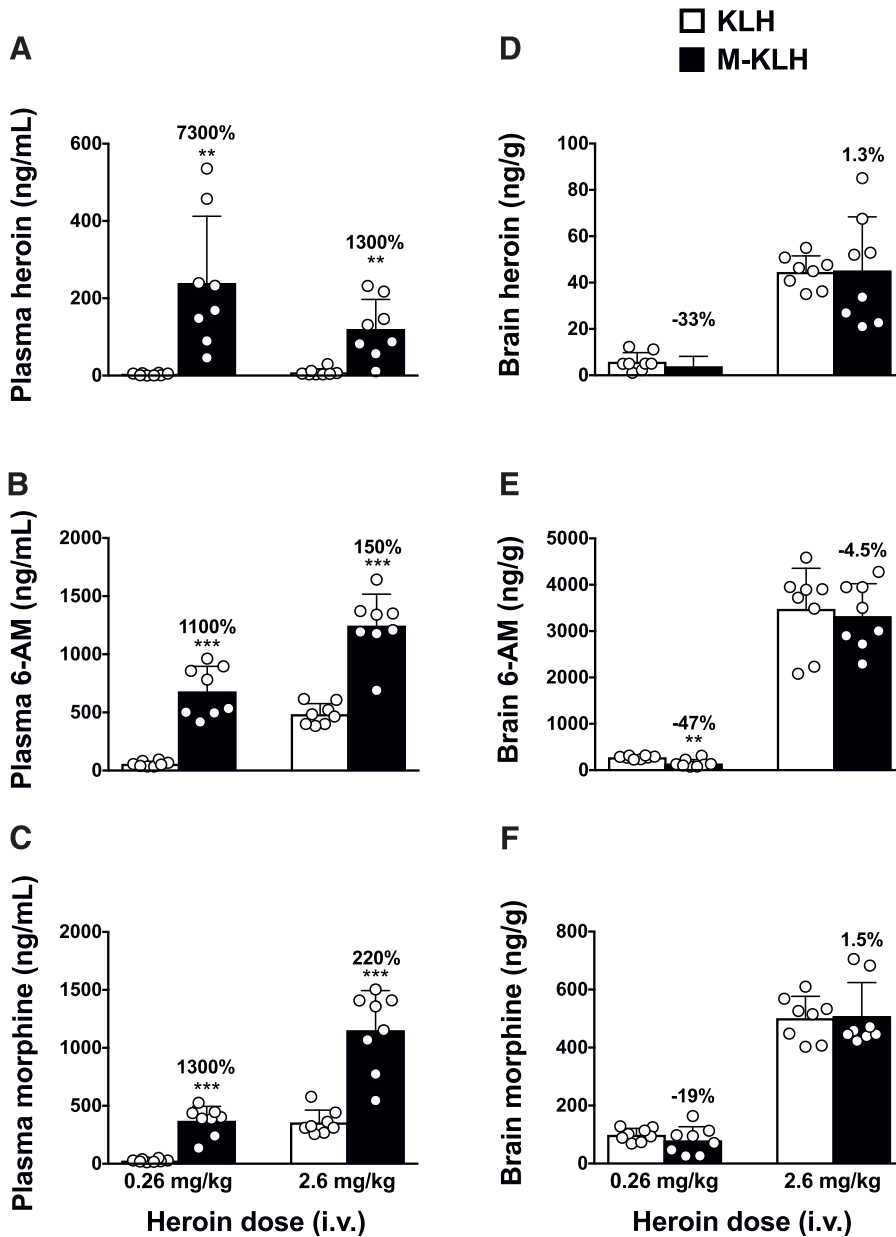 KLH
M-KLH
A
Plasma heroin (ng/mL)
600
400
200
0
7300%
**
1300%
**
D
Brain heroin (ng/g)
100
80
60
40
20
0
-33%
1.3%
B
Plasma 6-AM (ng/mL)
2000
1500
1000
500
0
1100%
***
150%
***
E
Brain 6-AM (ng/g)
5000
4000
3000
2000
1000
0
-47%
**
-4.5%
C
Plasma morphine (ng/mL)
2000
1500
1000
500
0
1300%
***
220%
***
0.26 mg/kg
2.6 mg/kg
Heroin dose (i.v.)
F
Brain morphine (ng/g)
800
600
400
200
0
-19%
1.5%
0.26 mg/kg
2.6 mg/kg
Heroin dose (i.v.)